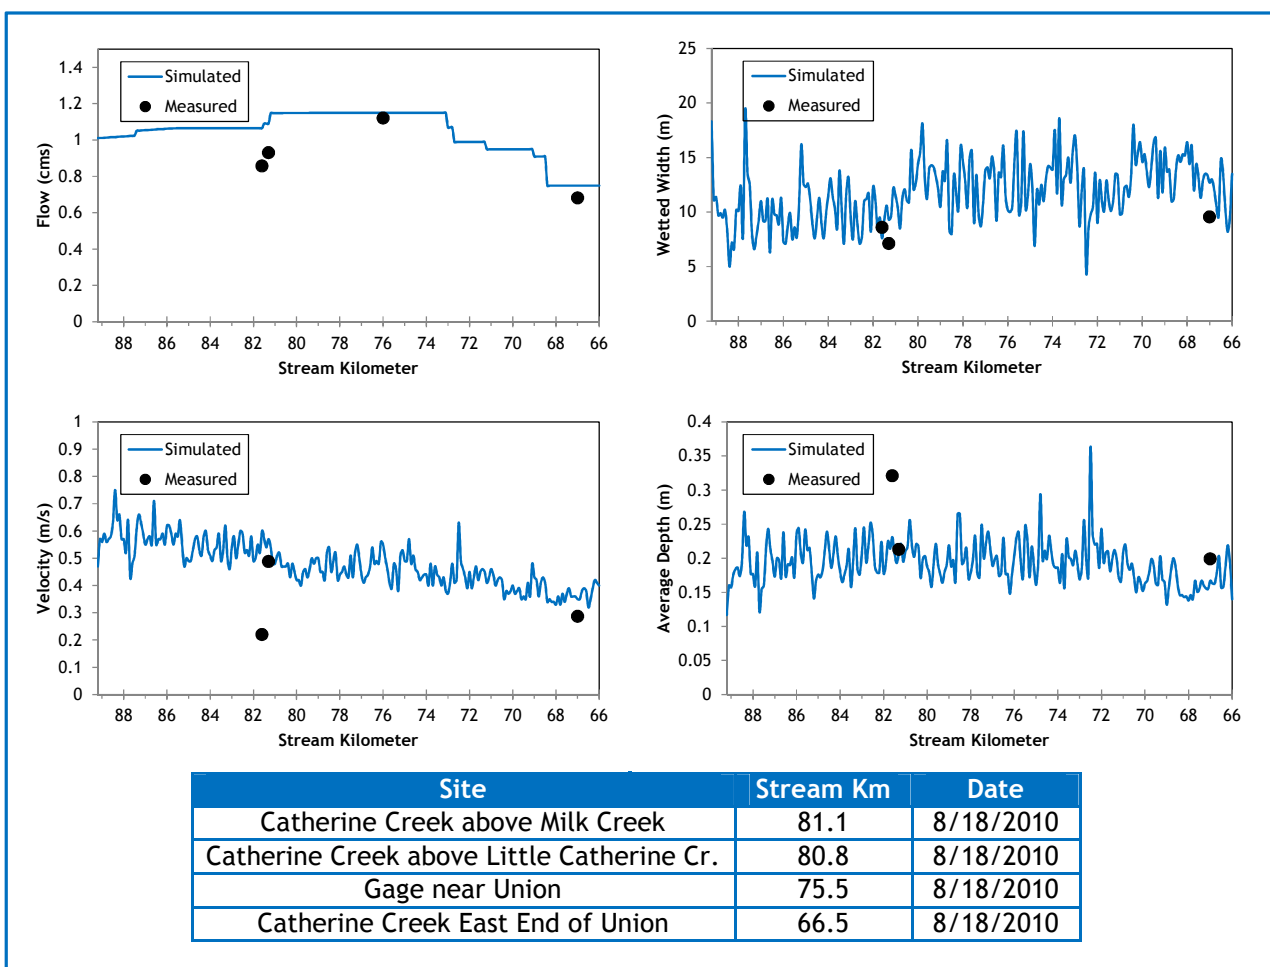 Simulated
Measured
Flow (cms)
1.4
1.2
1
0.8
0.6
0.4
0.2
0
88 86 84 82 80 78 76 74 72 70 68 66
Stream Kilometer
Simulated
Measured
Wetted Width (m)
25
20
15
10
5
0
88 86 84 82 80 78 76 74 72 70 68 66
Stream Kilometer
Simulated
Measured
Velocity (m/s)
1
0.9
0.8
0.7
0.6
0.5
0.4
0.3
0.2
0.1
0
88 86 84 82 80 78 76 74 72 70 68 66
Stream Kilometer
Simulated
Measured
Average Depth (m)
0.4
0.35
0.3
0.25
0.2
0.15
0.1
0.05
0
88 86 84 82 80 78 76 74 72 70 68 66
Stream Kilometer
Site Stream Km Date
Catherine Creek above Milk Creek 81.1 8/18/2010
Catherine Creek above Little Catherine Cr. 80.8 8/18/2010
Gage near Union 75.5 8/18/2010
Catherine Creek East End of Union 66.5 8/18/2010